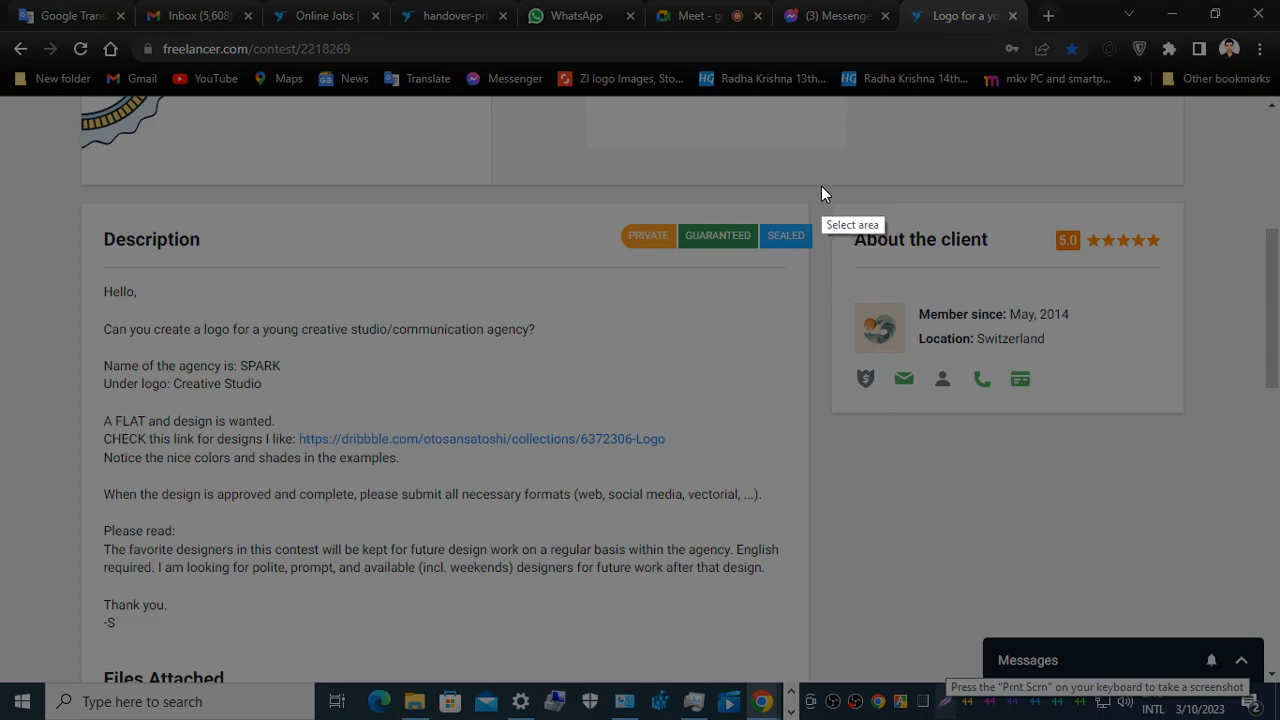 Google Trans
Inbox (5,608)
Online Jobs |
handover-pri
WhatsApp
Meet - g
(3) Messenge
Logo for a yo
freelancer.com/contest/2218269
New folder
Gmail
YouTube
Maps
News
Translate
Messenger
ZI logo Images, Sto...
Radha Krishna 13th...
Radha Krishna 14th...
mkv PC and smartp...
Other bookmarks
Select area
Description
PRIVATE
GUARANTEED
SEALED
About the client
5.0
Hello,
Can you create a logo for a young creative studio/communication agency?
Member since: May, 2014
Location: Switzerland
Name of the agency is: SPARK
Under logo: Creative Studio
A FLAT and design is wanted.
CHECK this link for designs I like: https://dribbble.com/otosansatoshi/collections/6372306-Logo
Notice the nice colors and shades in the examples.
When the design is approved and complete, please submit all necessary formats (web, social media, vectorial, ...).
Please read:
The favorite designers in this contest will be kept for future design work on a regular basis within the agency. English
required. I am looking for polite, prompt, and available (incl. weekends) designers for future work after that design.
Thank you.
-S
Files Attached
Messages
Press the "Prnt Scrn" on your keyboard to take a screenshot
Type here to search
44
44
44
44
44
INTL
3/10/2023
2